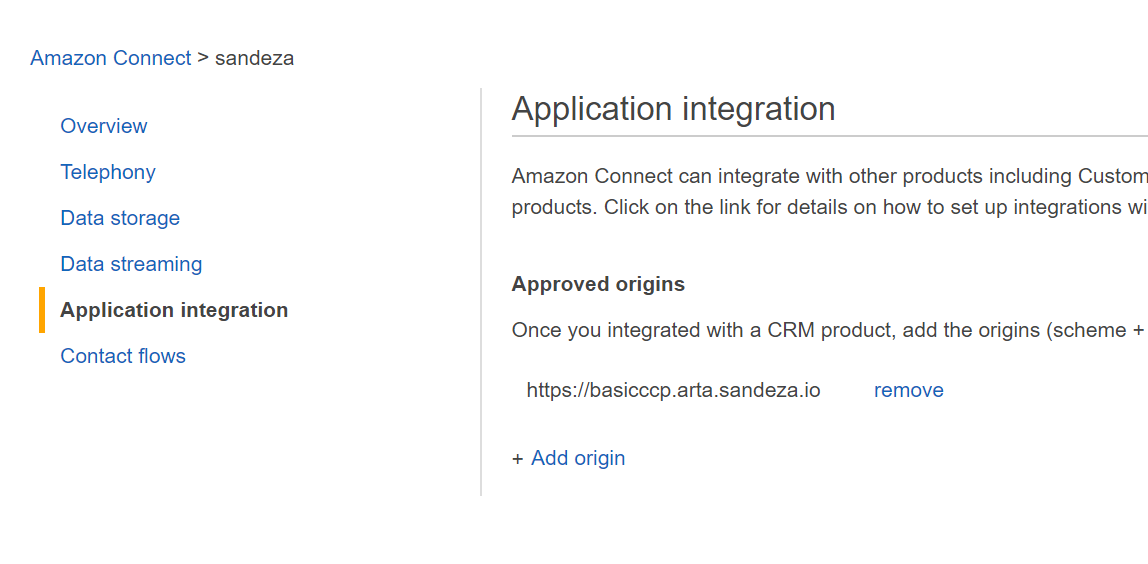 Amazon Connect > sandeza
Overview
Telephony
Data storage
Data streaming
Application integration
Contact flows
Application integration
Amazon Connect can integrate with other products including Custom
products. Click on the link for details on how to set up integrations wi
Approved origins
Once you integrated with a CRM product, add the origins (scheme +
https://basicccp.arta.sandeza.io remove
+ Add origin